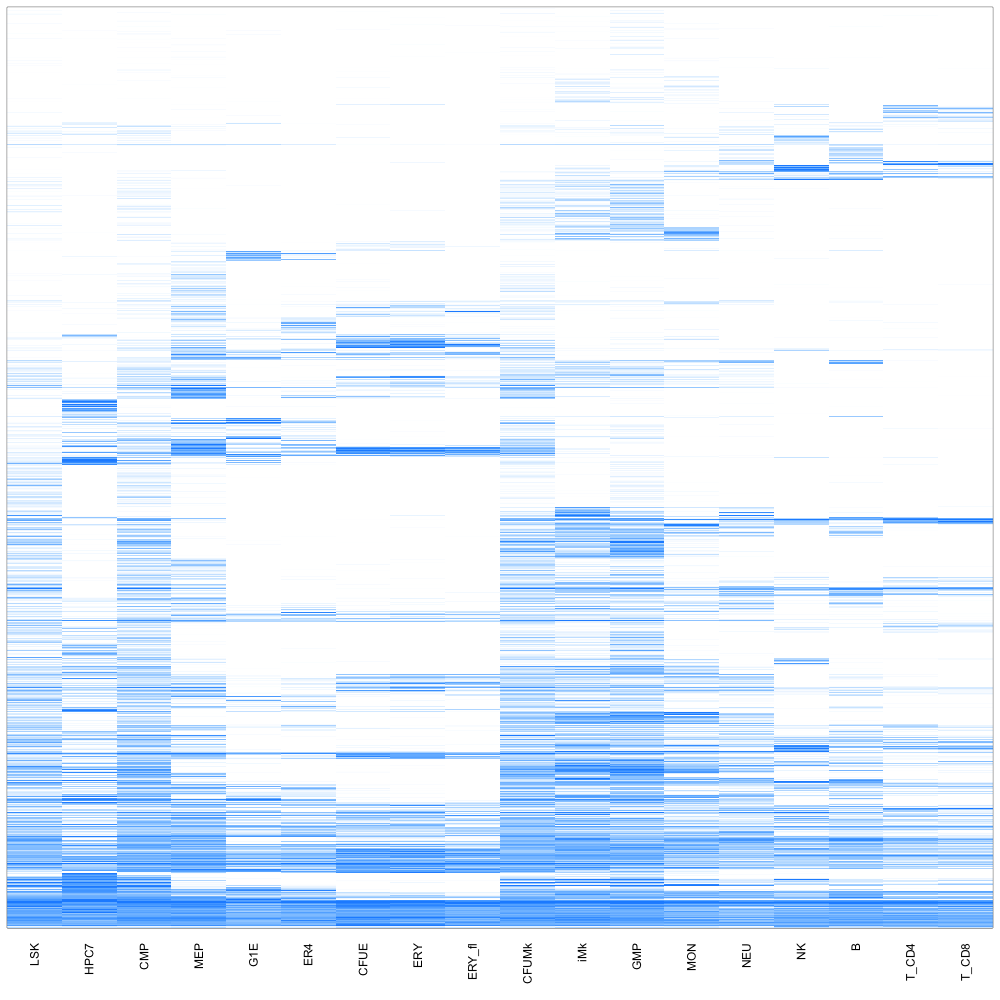 LSK
HPC7
CMP
MEP
G1E
ER4
CFUE
ERY
ERY_fl
CFUMk
iMk
GMP
MON
NEU
NK
B
T_CD4
T_CD8